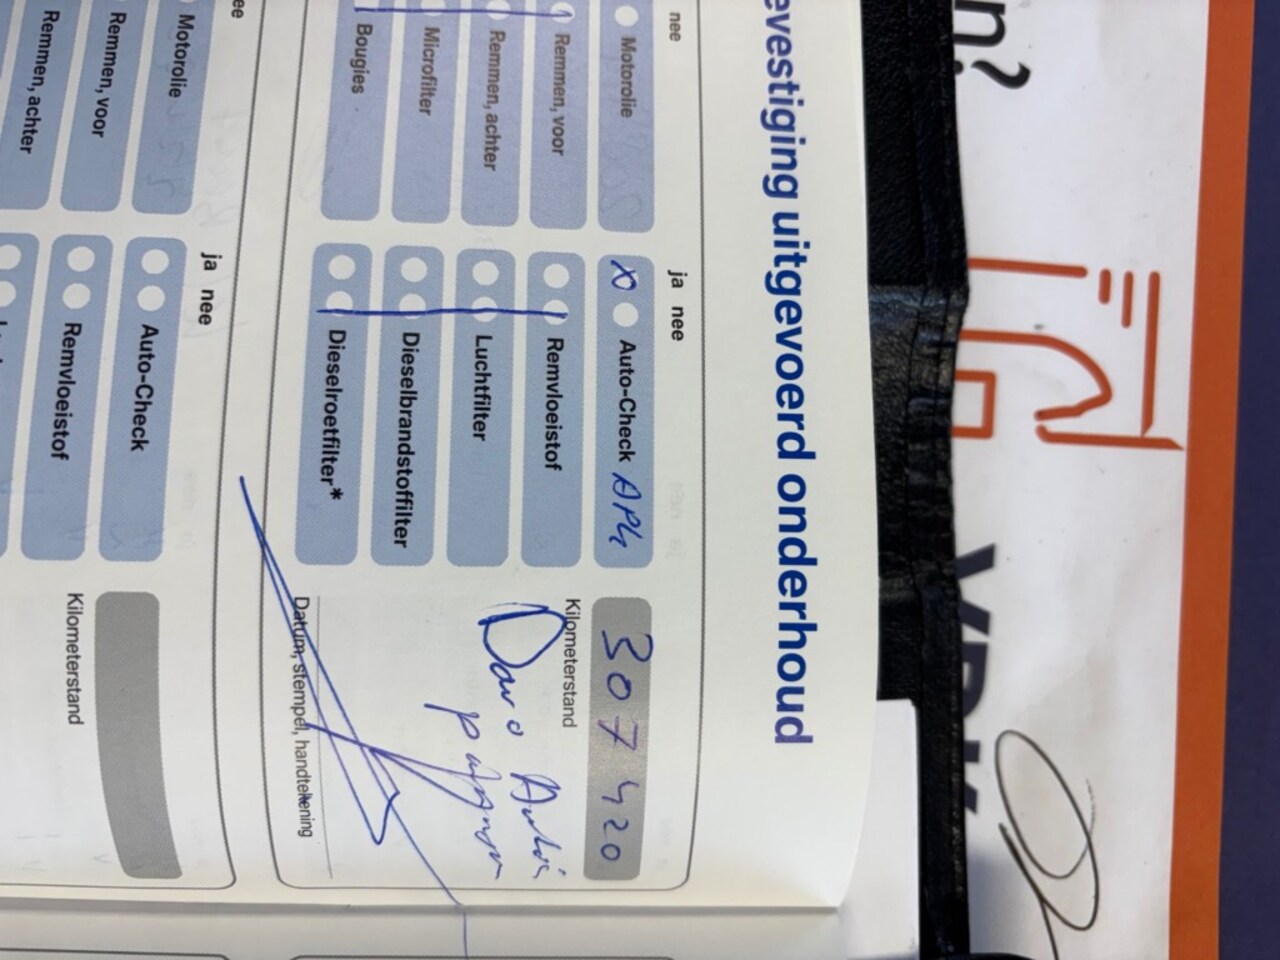 n?
evestiging uitgevoerd onderhoud
nee
ja nee
Motorolie
Auto-Check APK
307420
Remmen, voor
Remvloeistof
Kilometerstand
Remmen, achter
Luchtfilter
Microfilter
Dieselbrandstoffilter
Bougies
Dieselroetfilter*
Datum, stempel, handtekening
ee
ja nee
Motorolie
Auto-Check
Remmen, voor
Remvloeistof
Kilometerstand
Remmen, achter